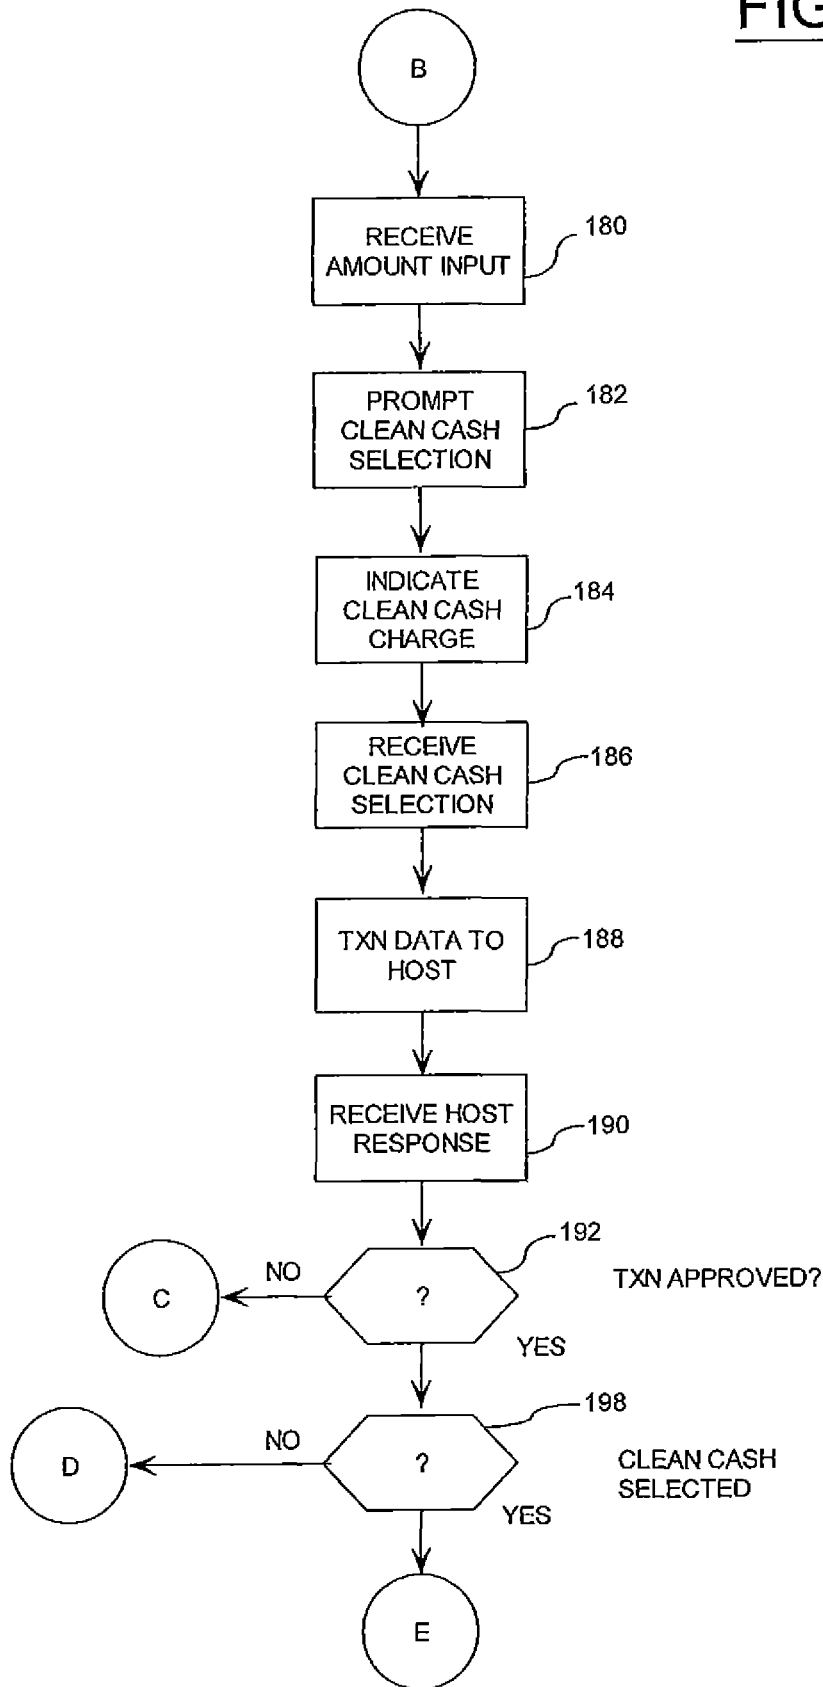 FIG
B
RECEIVE
AMOUNT INPUT
180
PROMPT
CLEAN CASH
SELECTION
182
INDICATE
CLEAN CASH
CHARGE
184
RECEIVE
CLEAN CASH
SELECTION
186
TXN DATA TO
HOST
188
RECEIVE HOST
RESPONSE
190
192
C
NO
?
TXN APPROVED?
YES
198
D
NO
?
CLEAN CASH
SELECTED
YES
E